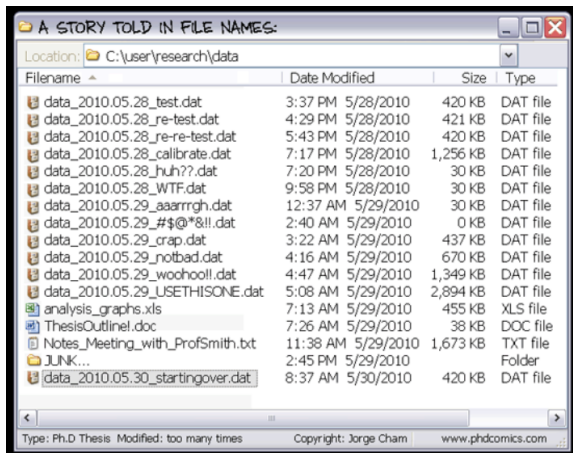 A STORY TOLD IN FILE NAMES:
Location: C:\user\research\data
Filename Date Modified Size Type
data_2010.05.28_test.dat 3:37 PM 5/28/2010 420 KB DAT file
data_2010.05.28_re-test.dat 4:29 PM 5/28/2010 421 KB DAT file
data_2010.05.28_re-re-test.dat 5:43 PM 5/28/2010 420 KB DAT file
data_2010.05.28_calibrate.dat 7:17 PM 5/28/2010 1,256 KB DAT file
data_2010.05.28_huh??.dat 7:20 PM 5/28/2010 30 KB DAT file
data_2010.05.28_WTF.dat 9:58 PM 5/28/2010 30 KB DAT file
data_2010.05.29_aaarrrgh.dat 12:37 AM 5/29/2010 30 KB DAT file
data_2010.05.29_#$@*&!!.dat 2:40 AM 5/29/2010 0 KB DAT file
data_2010.05.29_crap.dat 3:22 AM 5/29/2010 437 KB DAT file
data_2010.05.29_notbad.dat 4:16 AM 5/29/2010 670 KB DAT file
data_2010.05.29_woohoo!!.dat 4:47 AM 5/29/2010 1,349 KB DAT file
data_2010.05.29_USETHISONE.dat 5:08 AM 5/29/2010 2,894 KB DAT file
analysis_graphs.xls 7:13 AM 5/29/2010 455 KB XLS file
ThesisOutline!.doc 7:26 AM 5/29/2010 38 KB DOC file
Notes_Meeting_with_ProfSmith.txt 11:38 AM 5/29/2010 1,673 KB TXT file
JUNK... 2:45 PM 5/29/2010 Folder
data_2010.05.30_startingover.dat 8:37 AM 5/30/2010 420 KB DAT file
Type: Ph.D Thesis Modified: too many times Copyright: Jorge Cham www.phdcomics.com